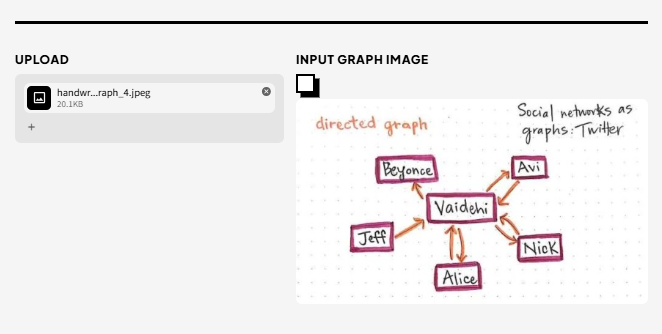 UPLOAD
INPUT GRAPH IMAGE
handwr...raph_4.jpeg
20.1KB
+
directed graph
Social networks as
graphs: Twitter
Beyonce
Avi
Vaidehi
Jeff
Nick
Alice